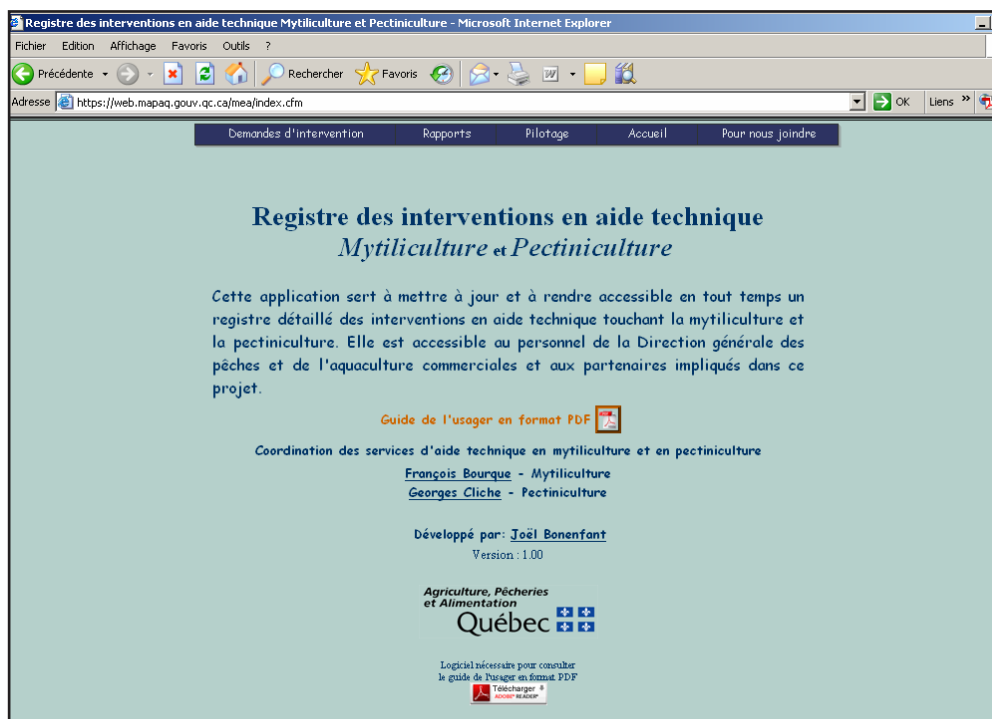 Registre des interventions en aide technique Mytiliculture et Pectiniculture - Microsoft Internet Explorer
Fichier Edition Affichage Favoris Outils ?
Précédente Rechercher Favoris
Adresse https://web.mapaq.gouv.qc.ca/mea/index.cfm OK Liens »
Demandes d'intervention Rapports Pilotage Accueil Pour nous joindre
Registre des interventions en aide technique
Mytiliculture et Pectiniculture
Cette application sert à mettre à jour et à rendre accessible en tout temps un
registre détaillé des interventions en aide technique touchant la mytiliculture et
la pectiniculture. Elle est accessible au personnel de la Direction générale des
pêches et de l'aquaculture commerciales et aux partenaires impliqués dans ce
projet.
Guide de l'usager en format PDF
Coordination des services d'aide technique en mytiliculture et en pectiniculture
François Bourque - Mytiliculture
Georges Cliche - Pectiniculture
Développé par: Joël Bonenfant
Version : 1.00
Agriculture, Pêcheries
et Alimentation
Québec
Logiciel nécessaire pour consulter
le guide de l'usager en format PDF
Télécharger
ADOBE® READER®